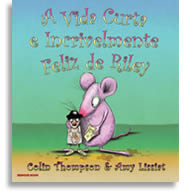 A Vida Curta
e Incrivelmente
Feliz de Riley
Colin Thompson & Amy Lissiat